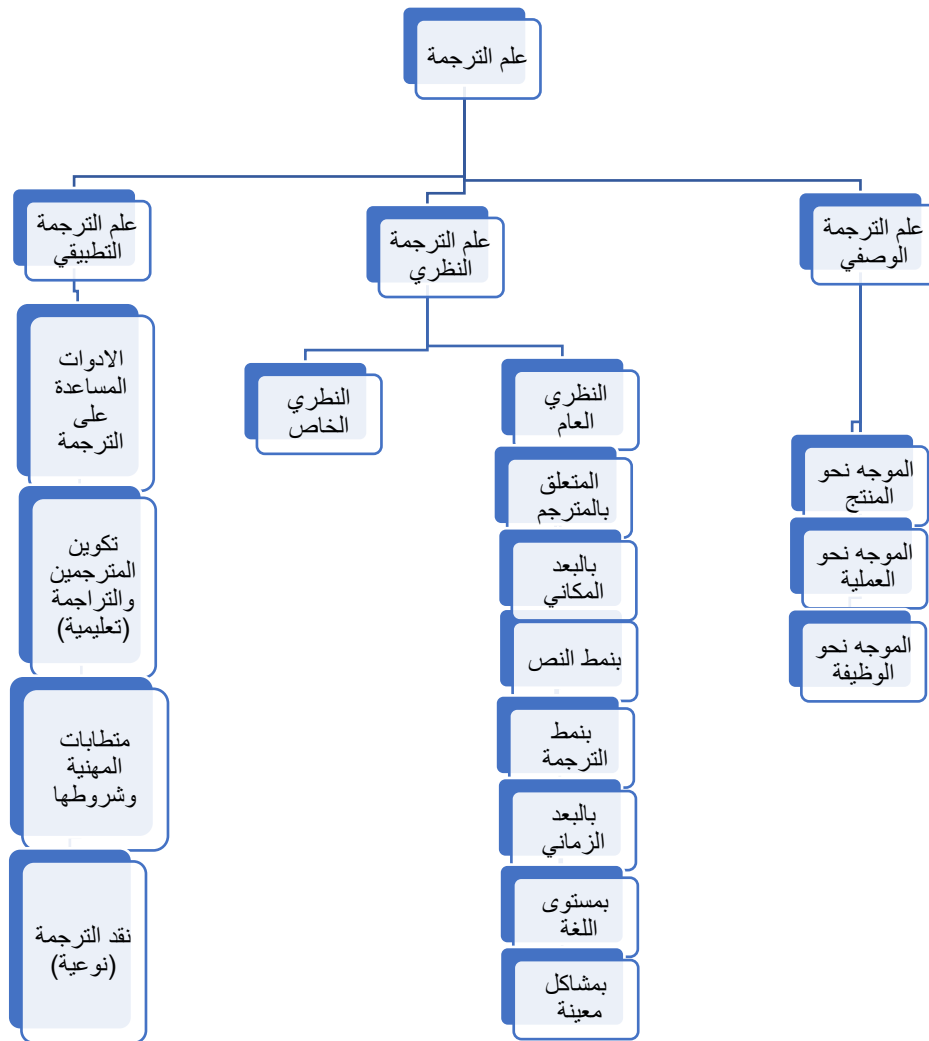 علم الترجمة
علم الترجمة
الوصفي
الموجه نحو
المنتج
الموجه نحو
العملية
الموجه نحو
الوظيفة
علم الترجمة
النظري
النظري
العام
المتعلق
بالمترجم
بالبعد
المكاني
بنمط النص
بنمط
الترجمة
بالبعد
الزماني
بمستوى
اللغة
بمشاكل
معينة
النطري
الخاص
علم الترجمة
التطبيقي
الادوات
المساعدة
على
الترجمة
تكوين
المترجمين
والتراجمة
(تعليمية)
متطابات
المهنية
وشروطها
نقد الترجمة
(نوعية)